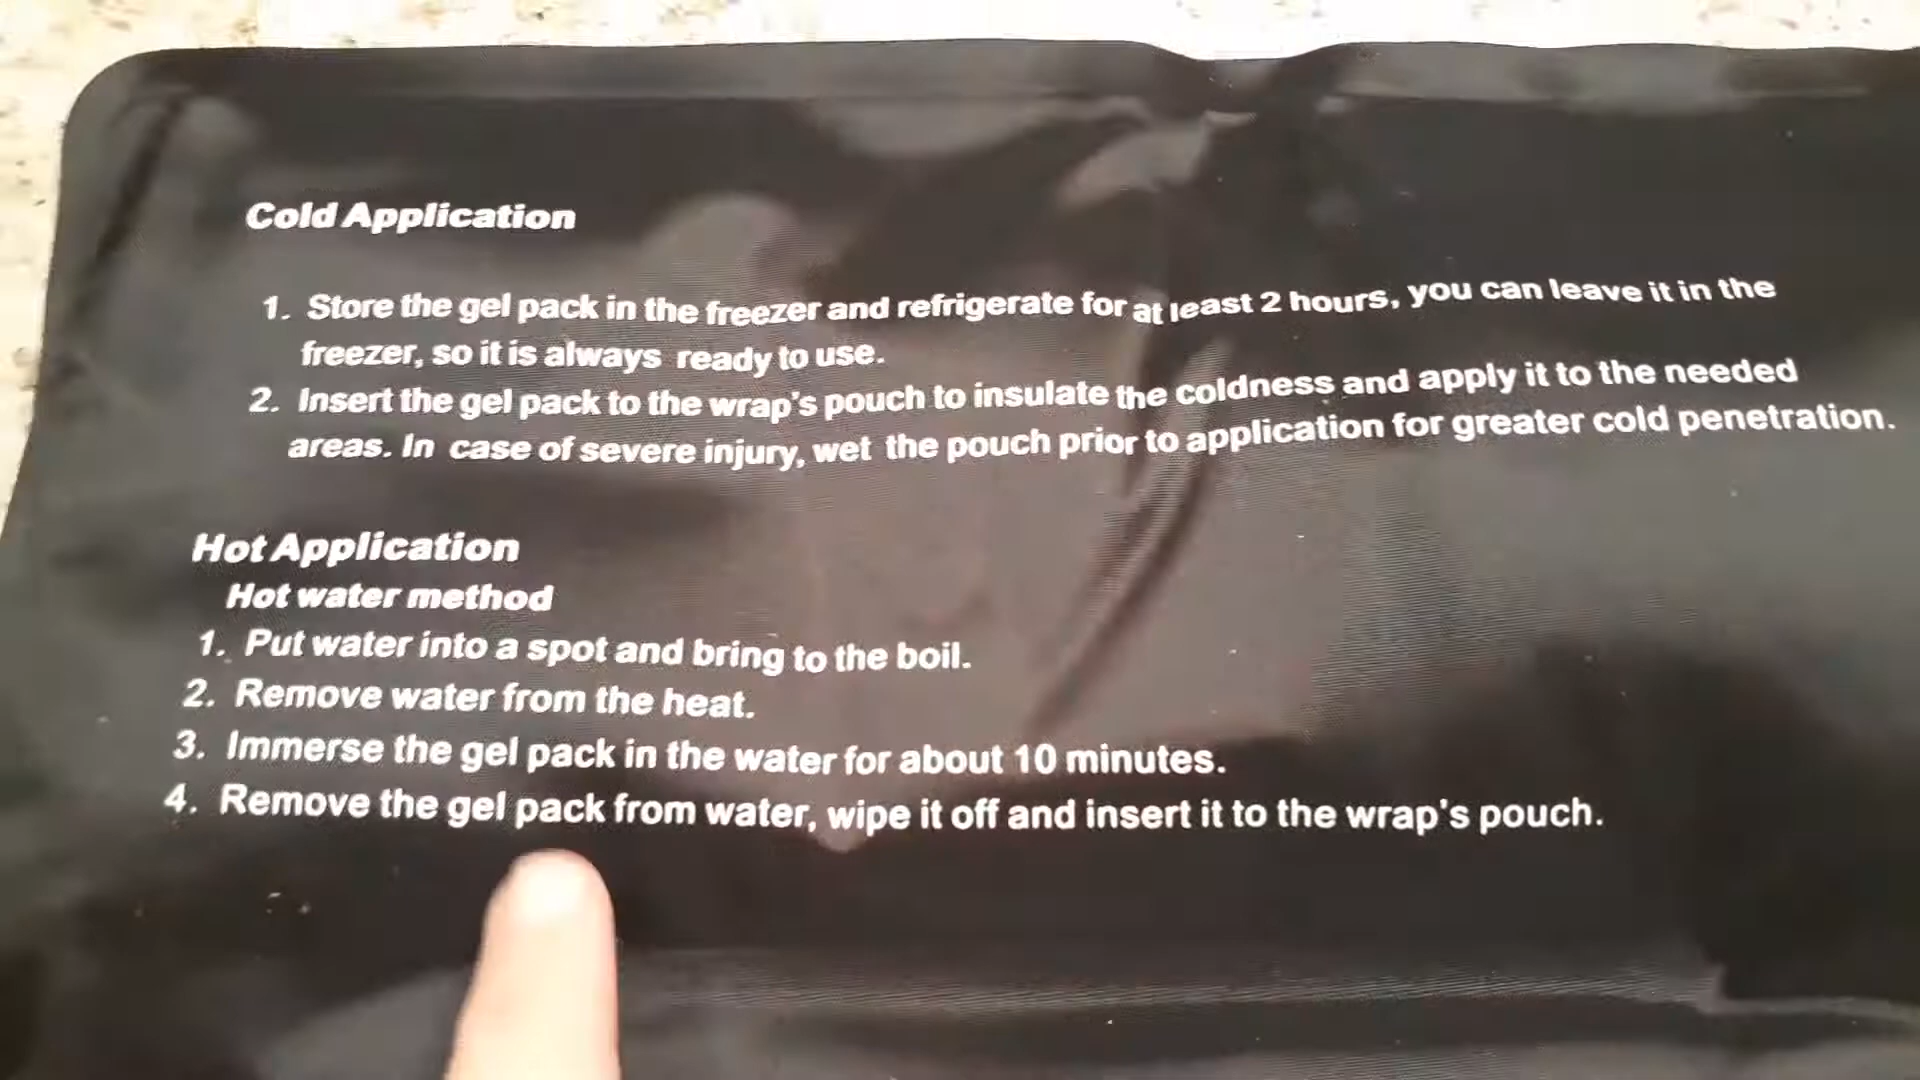 Cold Application
1. Store the gel pack in the freezer and refrigerate for at least 2 hours, you can leave it in the
freezer, so it is always ready to use.
2. Insert the gel pack to the wrap's pouch to insulate the coldness and apply it to the needed
areas. In case of severe injury, wet the pouch prior to application for greater cold penetration.
Hot Application
Hot water method
1. Put water into a spot and bring to the boil.
2. Remove water from the heat.
3. Immerse the gel pack in the water for about 10 minutes.
4. Remove the gel pack from water, wipe it off and insert it to the wrap's pouch.